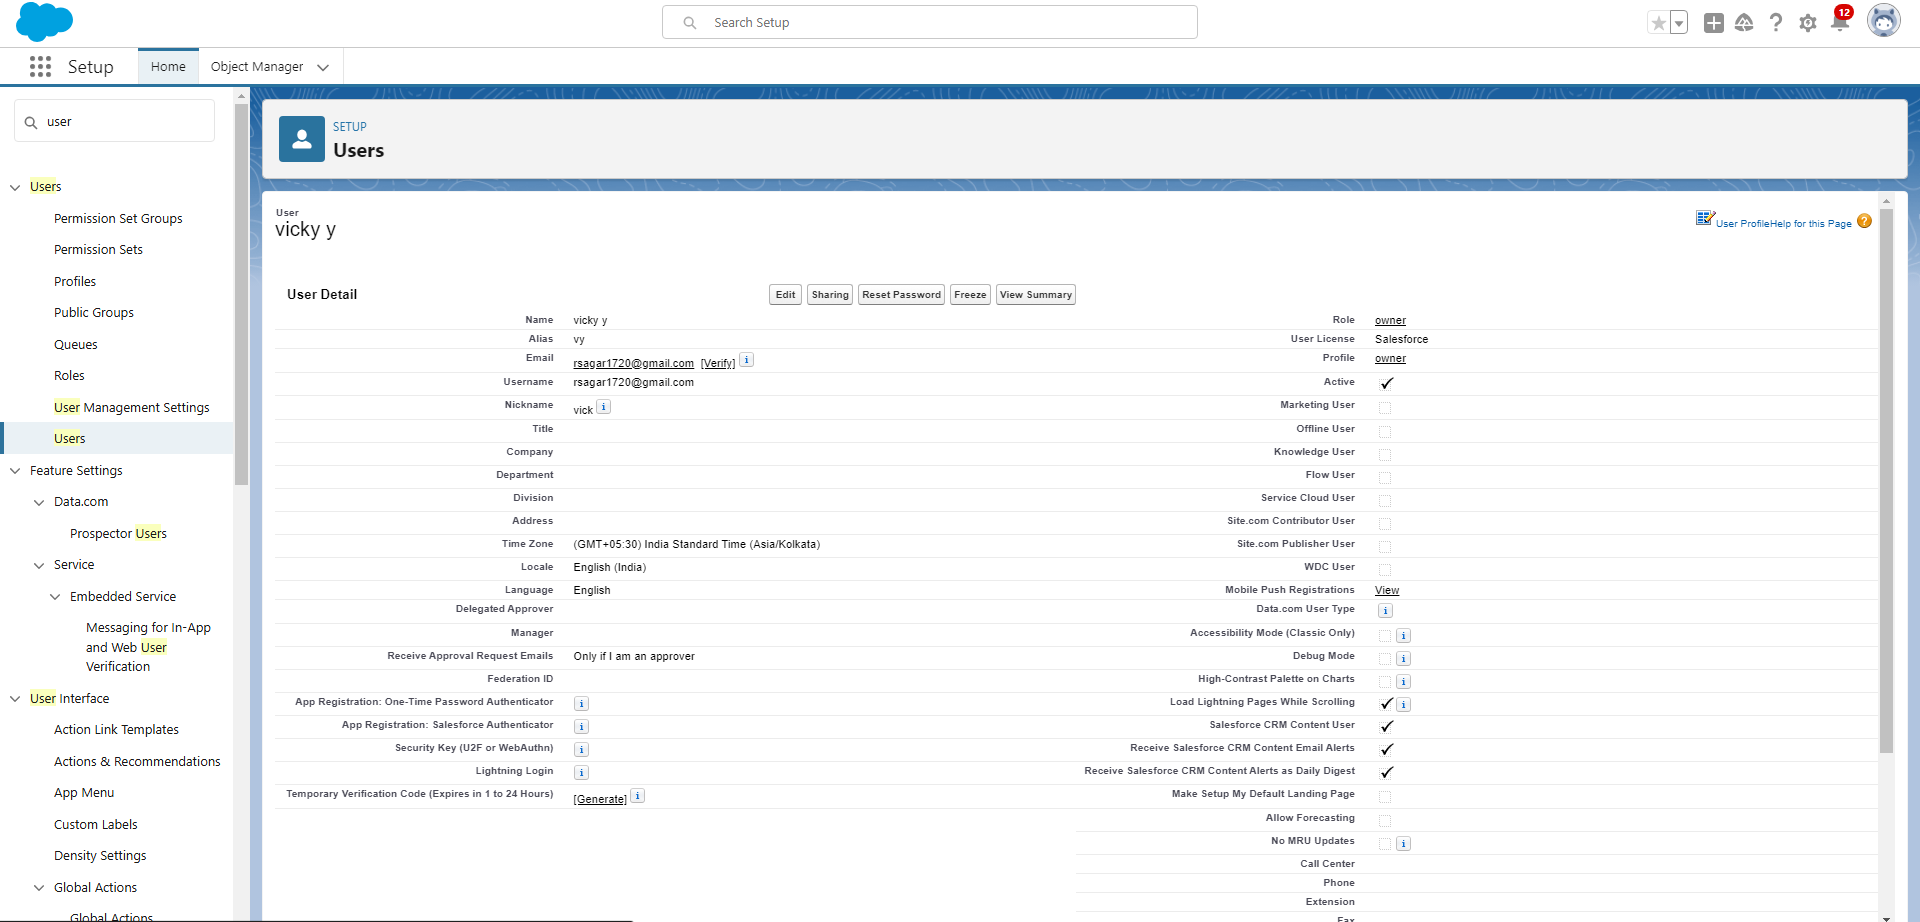 Search Setup
12
Setup
Home
Object Manager
user
Users
Permission Set Groups
Permission Sets
Profiles
Public Groups
Queues
Roles
User Management Settings
Users
Feature Settings
Data.com
Prospector Users
Service
Embedded Service
Messaging for In-App
and Web User
Verification
User Interface
Action Link Templates
Actions & Recommendations
App Menu
Custom Labels
Density Settings
Global Actions
Global Actions
SETUP
Users
User
vicky y
User Profile Help for this Page ?
User Detail
Edit Sharing Reset Password Freeze View Summary
Name vicky y
Role owner
Alias vy
User License Salesforce
Email rsagar1720@gmail.com [Verify] i
Profile owner
Username rsagar1720@gmail.com
Active
Nickname vick i
Marketing User
Title
Offline User
Company
Knowledge User
Department
Flow User
Division
Service Cloud User
Address
Site.com Contributor User
Time Zone (GMT+05:30) India Standard Time (Asia/Kolkata)
Site.com Publisher User
Locale English (India)
WDC User
Language English
Mobile Push Registrations View
Delegated Approver
Data.com User Type i
Manager
Accessibility Mode (Classic Only) i
Receive Approval Request Emails Only if I am an approver
Debug Mode i
Federation ID
High-Contrast Palette on Charts i
App Registration: One-Time Password Authenticator i
Load Lightning Pages While Scrolling i
App Registration: Salesforce Authenticator i
Salesforce CRM Content User
Security Key (U2F or WebAuthn) i
Receive Salesforce CRM Content Email Alerts
Lightning Login i
Receive Salesforce CRM Content Alerts as Daily Digest
Temporary Verification Code (Expires in 1 to 24 Hours) [Generate] i
Make Setup My Default Landing Page
Allow Forecasting
No MRU Updates i
Call Center
Phone
Extension
Fax